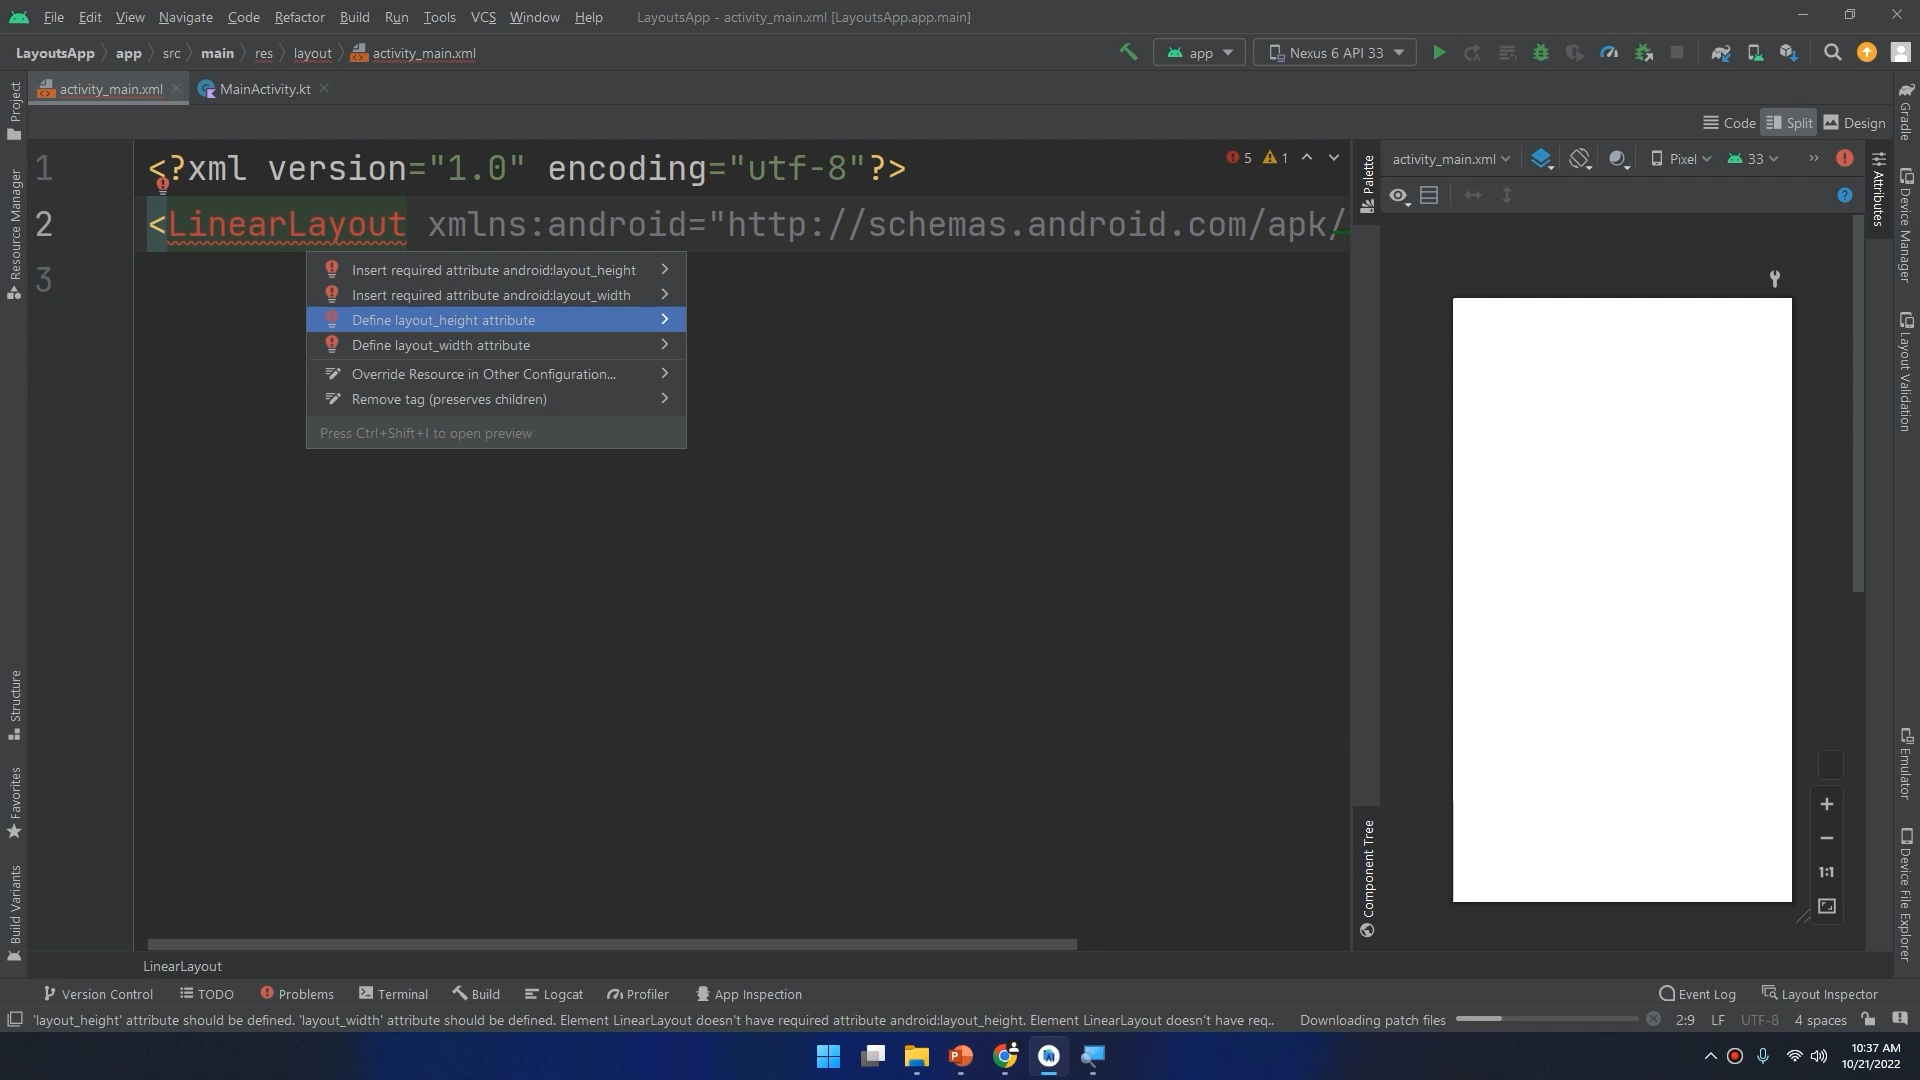 File Edit View Navigate Code Refactor Build Run Tools VCS Window Help LayoutsApp - activity_main.xml [LayoutsApp.app.main]
LayoutsApp app src main res layout activity_main.xml app Nexus 6 API 33
activity_main.xml MainActivity.kt
Code Split Design
Project
Resource Manager
Structure
Favorites
Build Variants
1 <?xml version="1.0" encoding="utf-8"?> 5 1
2 <LinearLayout xmlns:android="http://schemas.android.com/apk/
3
Insert required attribute android:layout_height
Insert required attribute android:layout_width
Define layout_height attribute
Define layout_width attribute
Override Resource in Other Configuration...
Remove tag (preserves children)
Press Ctrl+Shift+I to open preview
Palette
Component Tree
activity_main.xml Pixel 33
1:1
Attributes
Gradle
Device Manager
Layout Validation
Emulator
Device File Explorer
LinearLayout
Version Control TODO Problems Terminal Build Logcat Profiler App Inspection Event Log Layout Inspector
'layout_height' attribute should be defined. 'layout_width' attribute should be defined. Element LinearLayout doesn't have required attribute android:layout_height. Element LinearLayout doesn't have req.. Downloading patch files 2:9 LF UTF-8 4 spaces
10:37 AM
10/21/2022